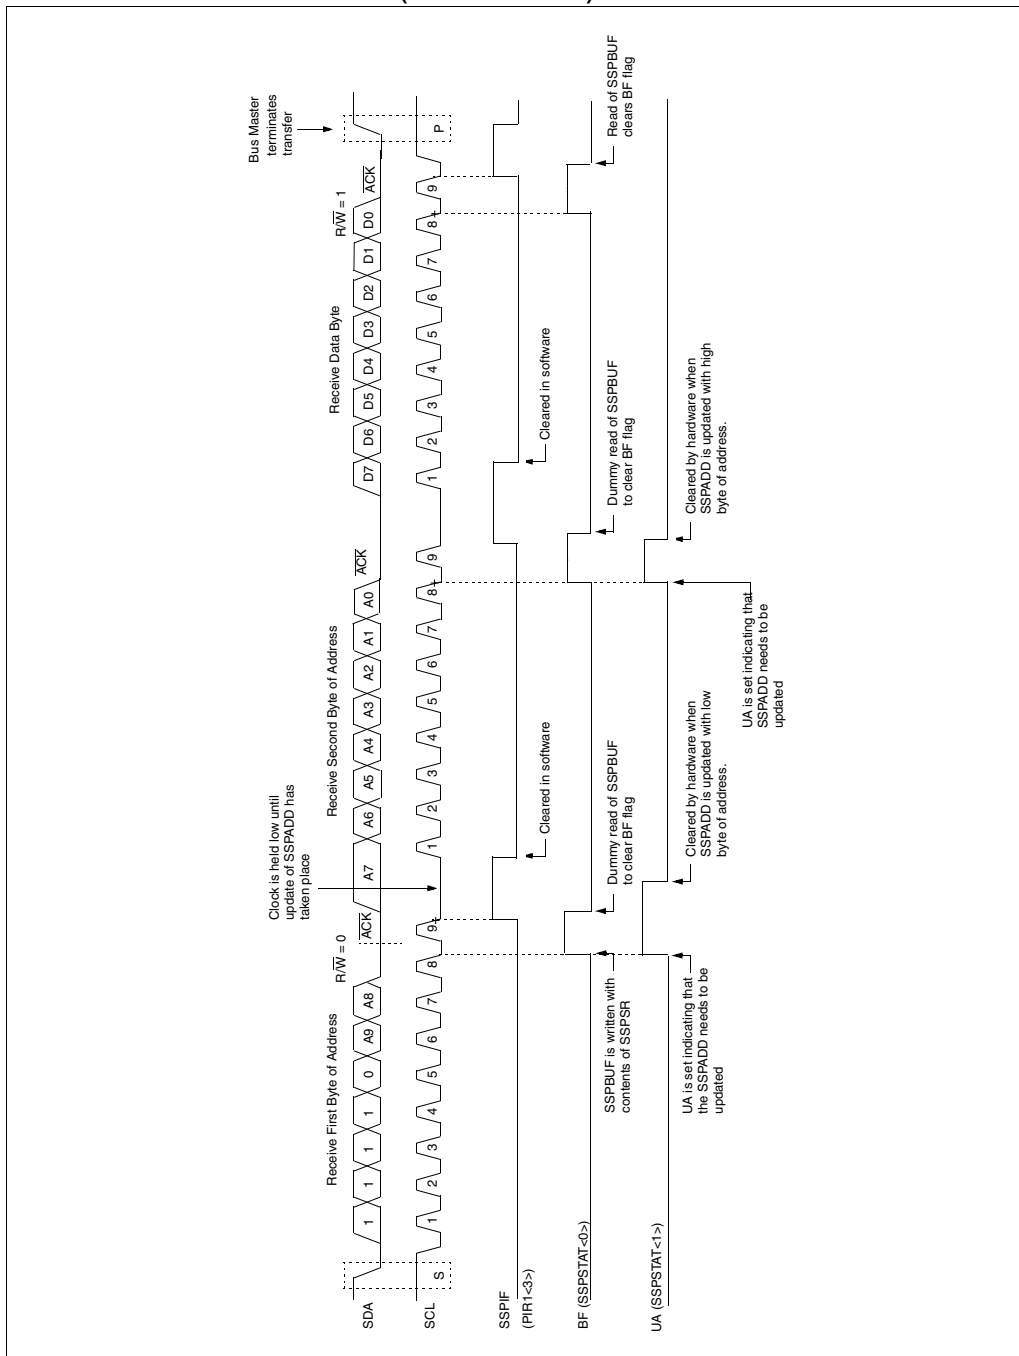 Bus Master
terminates
transfer
P
Read of SSPBUF
clears BF flag
R/W = 1
ACK
Receive Data Byte
D7 D6 D5 D4 D3 D2 D1 D0
1 2 3 4 5 6 7 8 9
Cleared in software
Dummy read of SSPBUF
to clear BF flag
Cleared by hardware when
SSPADD is updated with high
byte of address.
ACK
Receive Second Byte of Address
A7 A6 A5 A4 A3 A2 A1 A0
1 2 3 4 5 6 7 8 9
UA is set indicating that
SSPADD needs to be
updated
Clock is held low until
update of SSPADD has
taken place
Cleared in software
Dummy read of SSPBUF
to clear BF flag
Cleared by hardware when
SSPADD is updated with low
byte of address.
R/W = 0
ACK
Receive First Byte of Address
1 1 1 1 0 A9 A8
1 2 3 4 5 6 7 8 9
SSPBUF is written with
contents of SSPSR
UA is set indicating that
the SSPADD needs to be
updated
S
SDA
SCL
SSPIF
(PIR1<3>)
BF (SSPSTAT<0>)
UA (SSPSTAT<1>)